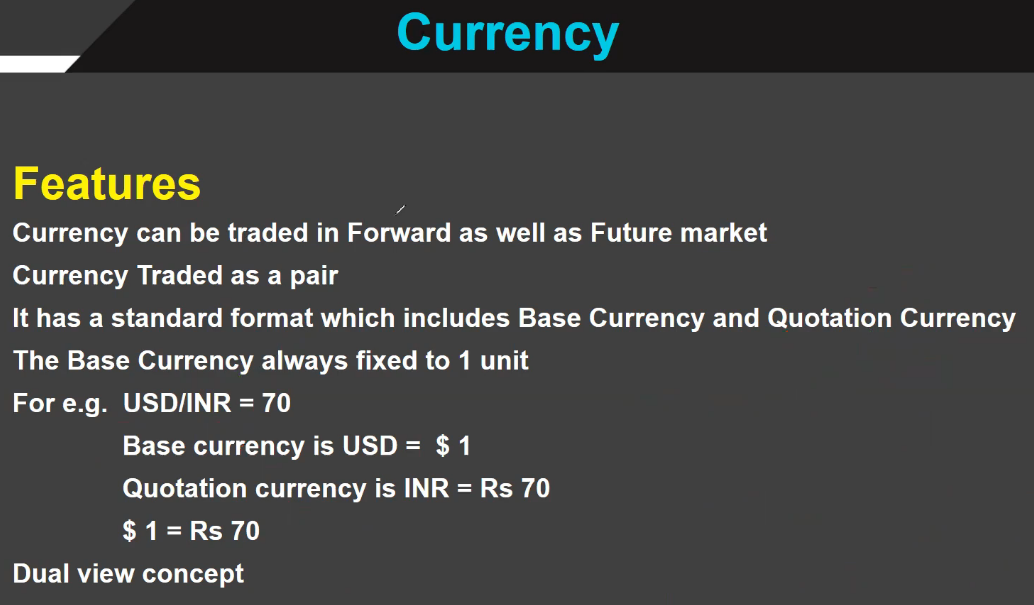 Currency
Features
Currency can be traded in Forward as well as Future market
Currency Traded as a pair
It has a standard format which includes Base Currency and Quotation Currency
The Base Currency always fixed to 1 unit
For e.g. USD/INR = 70
Base currency is USD = $ 1
Quotation currency is INR = Rs 70
$ 1 = Rs 70
Dual view concept